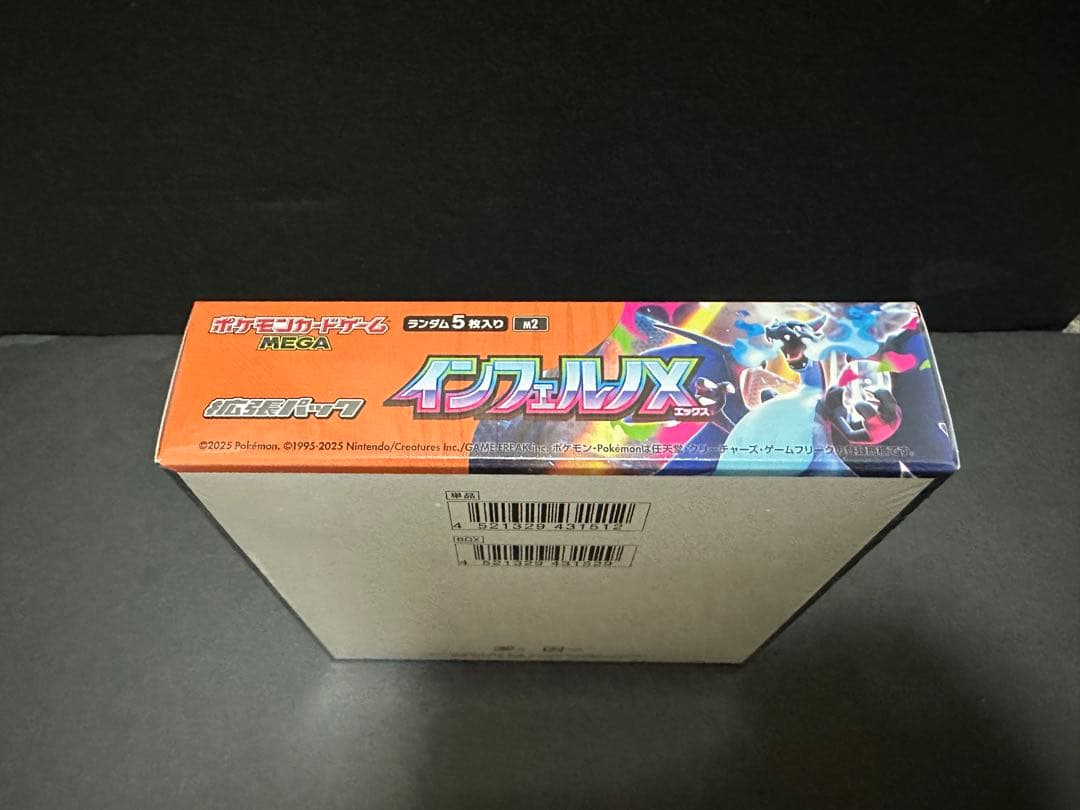 ポケモンカードゲーム
MEGA
ランダム5枚入り M2
拡張パック
インフェルノX
エックス
©2025 Pokémon. ©1995-2025 Nintendo/Creatures Inc./GAME FREAK inc. ポケモン・Pokémonは任天堂・クリーチャーズ・ゲームフリークの登録商標です。
単品
4 521329 431512
BOX
4 521329 431529